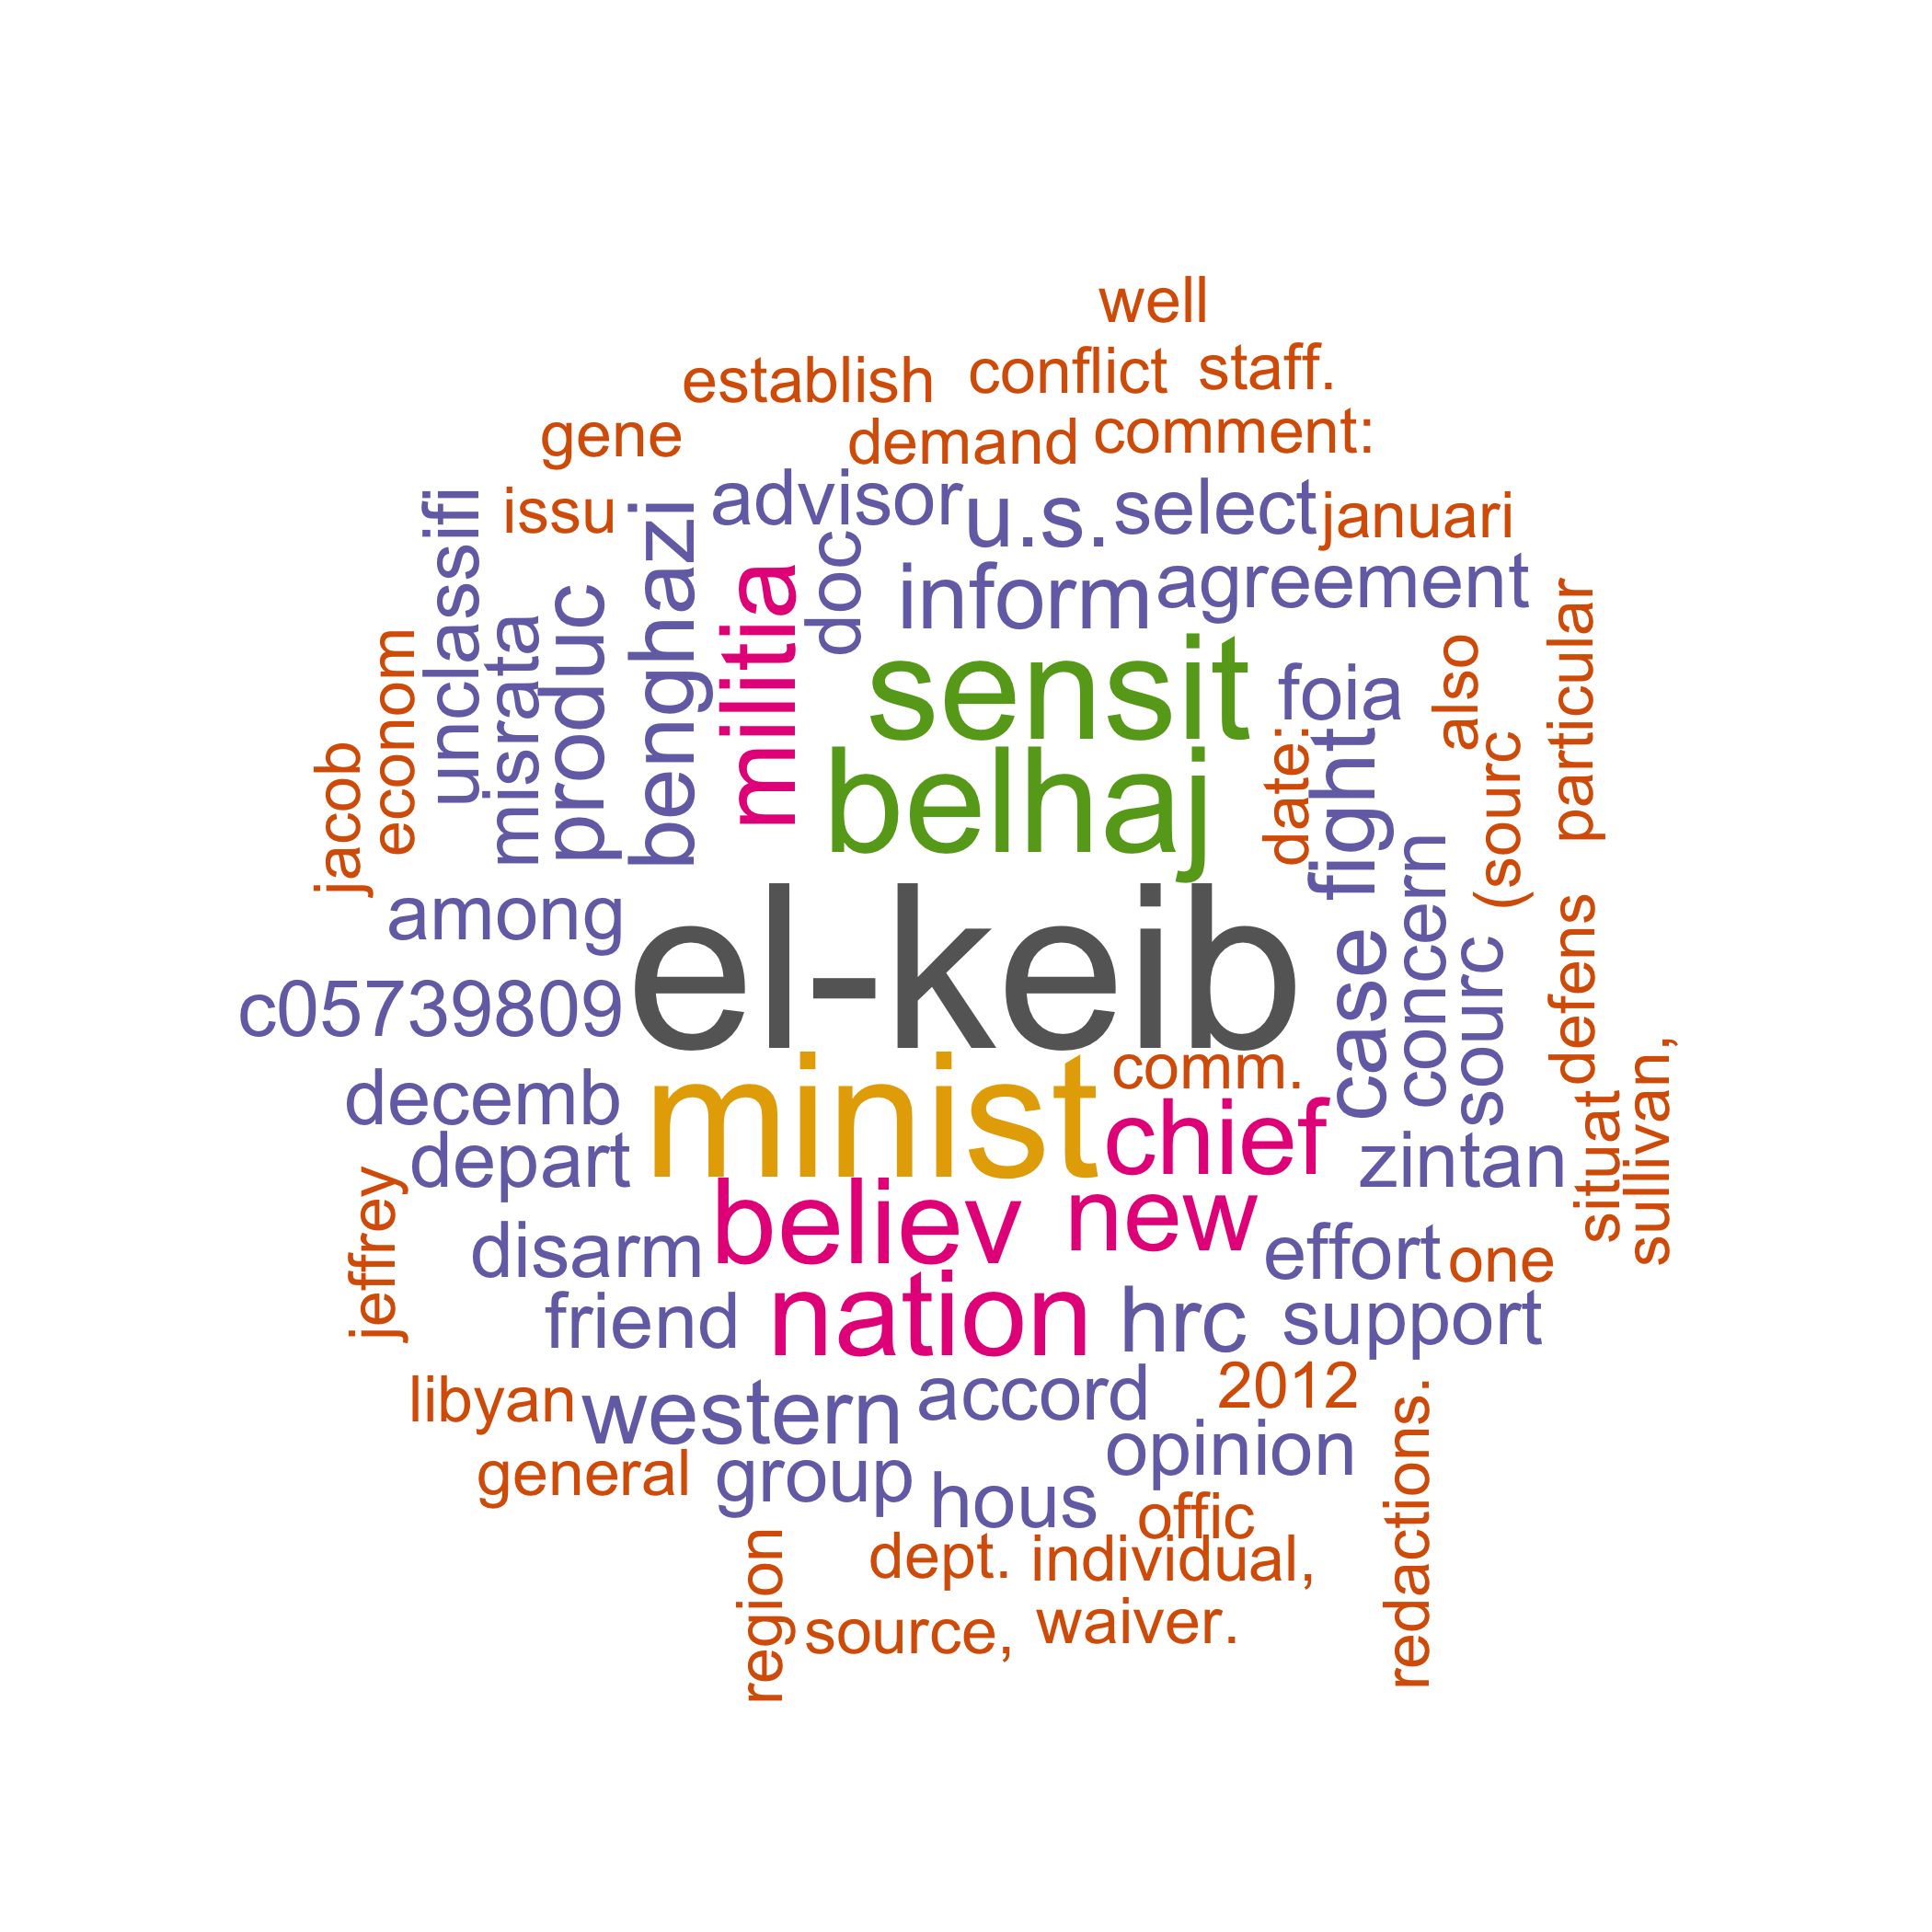 well
establish conflict staff.
gene demand comment:
issu advisor u.s. select januari
unclassifi benghazi doc inform agreement
misrata produc militia sensit foia also particular
jacob econom belhaj date: fight (sourc
among el-keib case concern sourc defens
c05739809
decemb minist comm. situat sullivan,
depart chief zintan
jeffrey disarm believ new effort one
friend nation hrc support
libyan western accord 2012
general group hous opinion redactions.
offic
region dept. individual,
source, waiver.